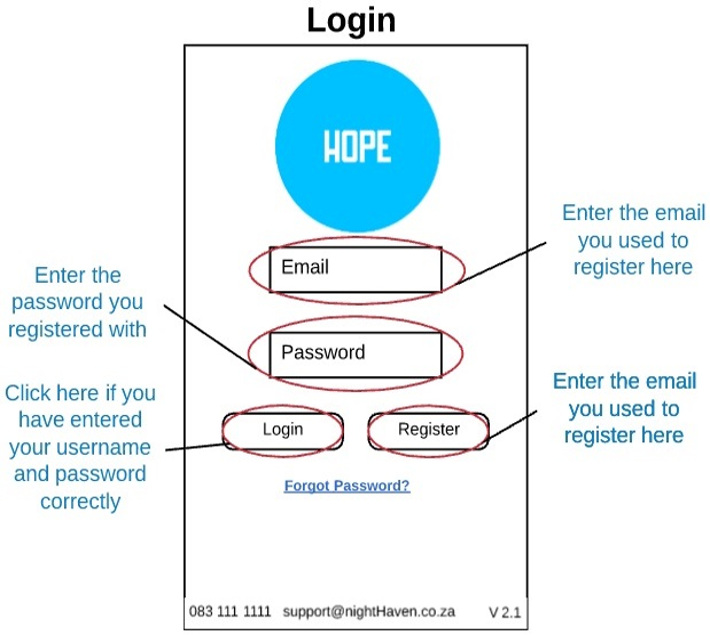 Login
HOPE
Enter the email
you used to
register here
Email
Enter the
password you
registered with
Password
Click here if you
have entered
your username
and password
correctly
Enter the email
you used to
register here
Login
Register
Forgot Password?
083 111 1111 support@nightHaven.co.za V 2.1